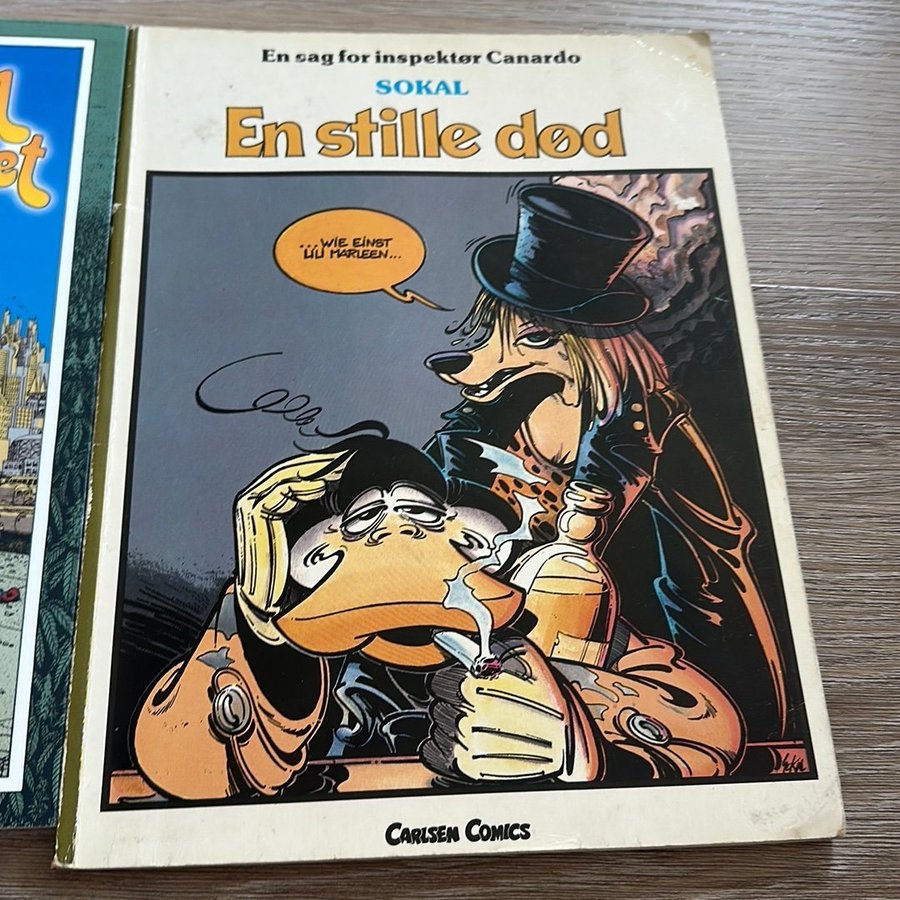 En sag for inspektør Canardo
SOKAL
En stille død
...WIE EINST
LILI MARLEEN...
CARLSEN COMICS